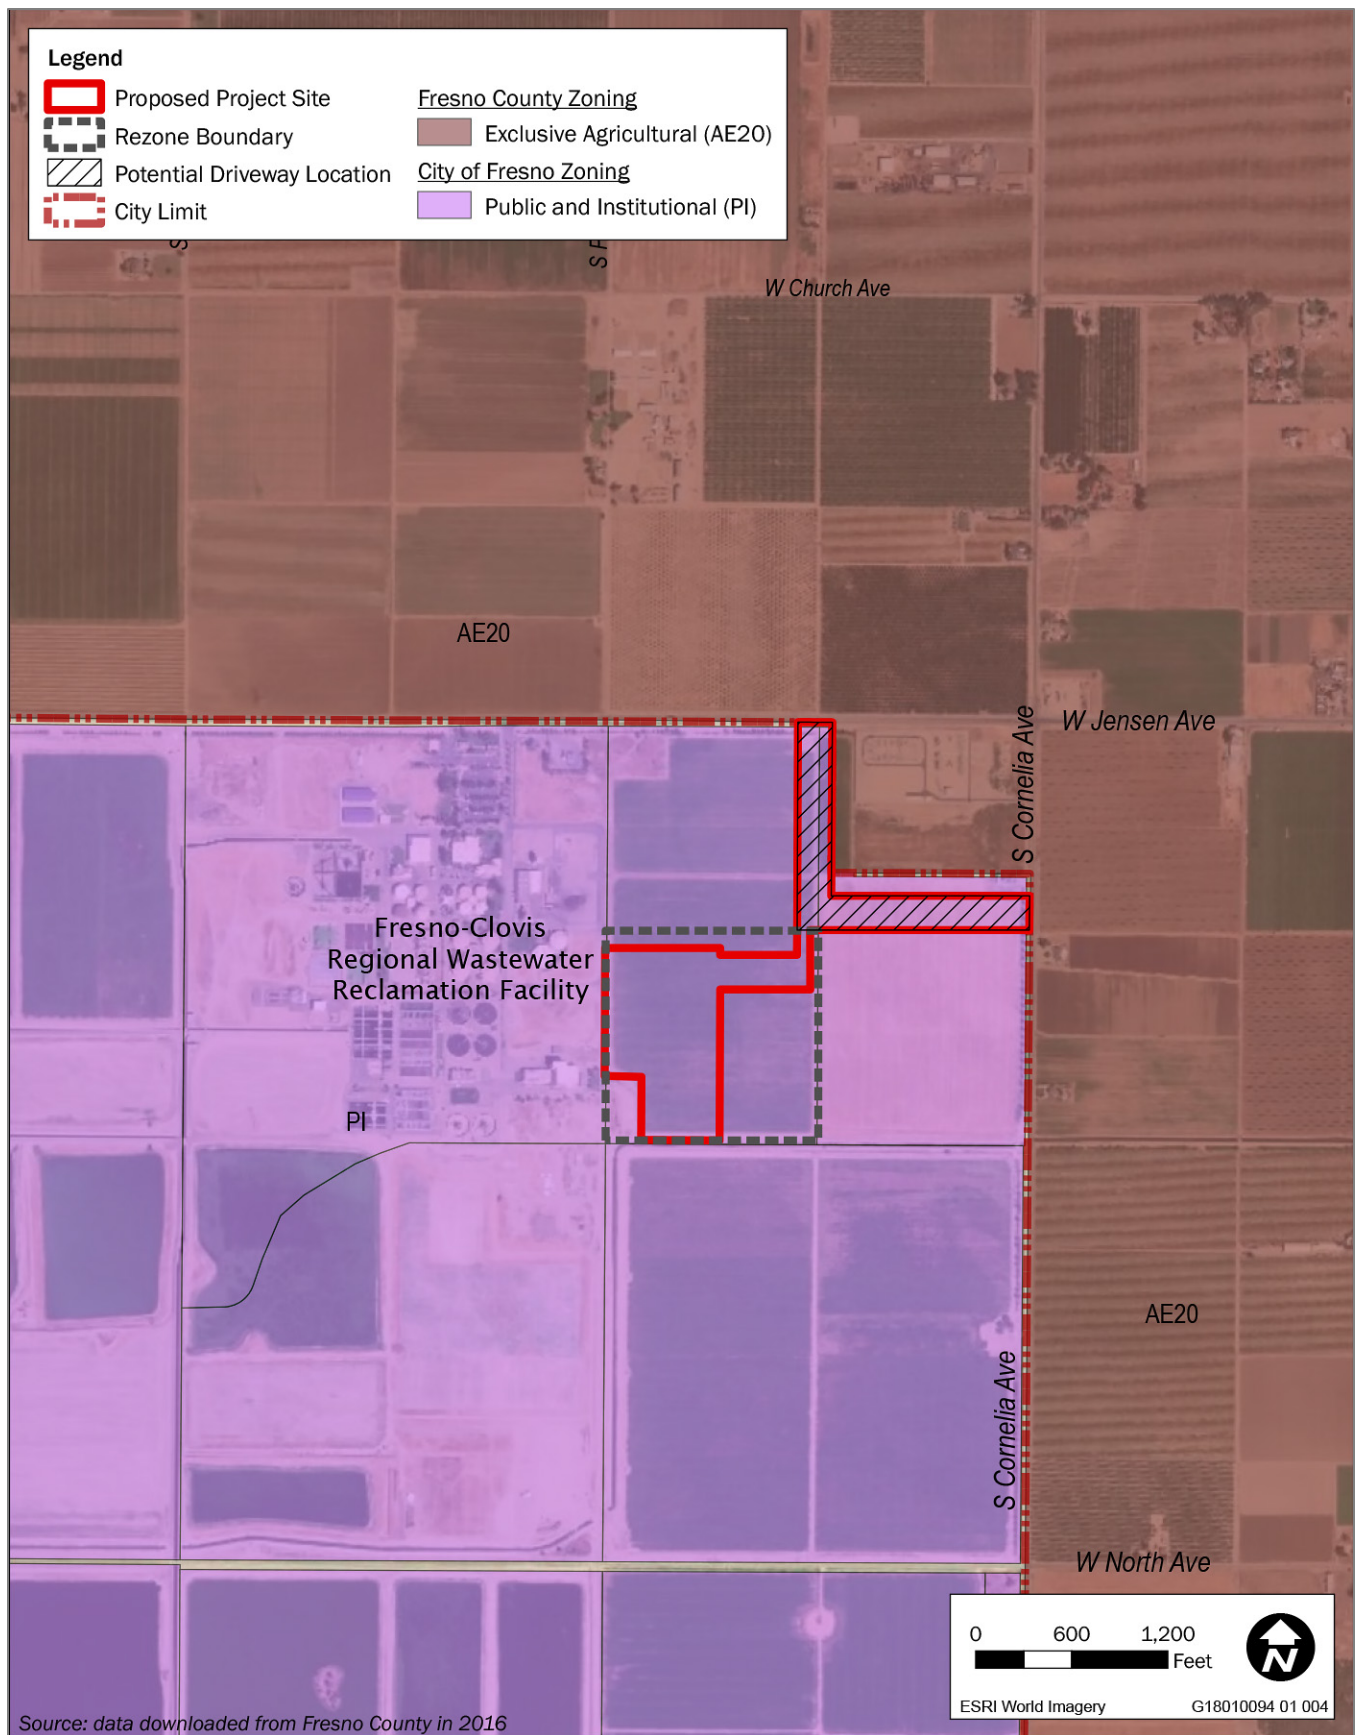 Legend
Proposed Project Site
Rezone Boundary
Potential Driveway Location
City Limit
Fresno County Zoning
Exclusive Agricultural (AE20)
City of Fresno Zoning
Public and Institutional (PI)
W Church Ave
AE20
W Jensen Ave
S Cornelia Ave
Fresno-Clovis
Regional Wastewater
Reclamation Facility
PI
AE20
S Cornelia Ave
W North Ave
0 600 1,200
Feet
N
ESRI World Imagery G18010094 01 004
Source: data downloaded from Fresno County in 2016